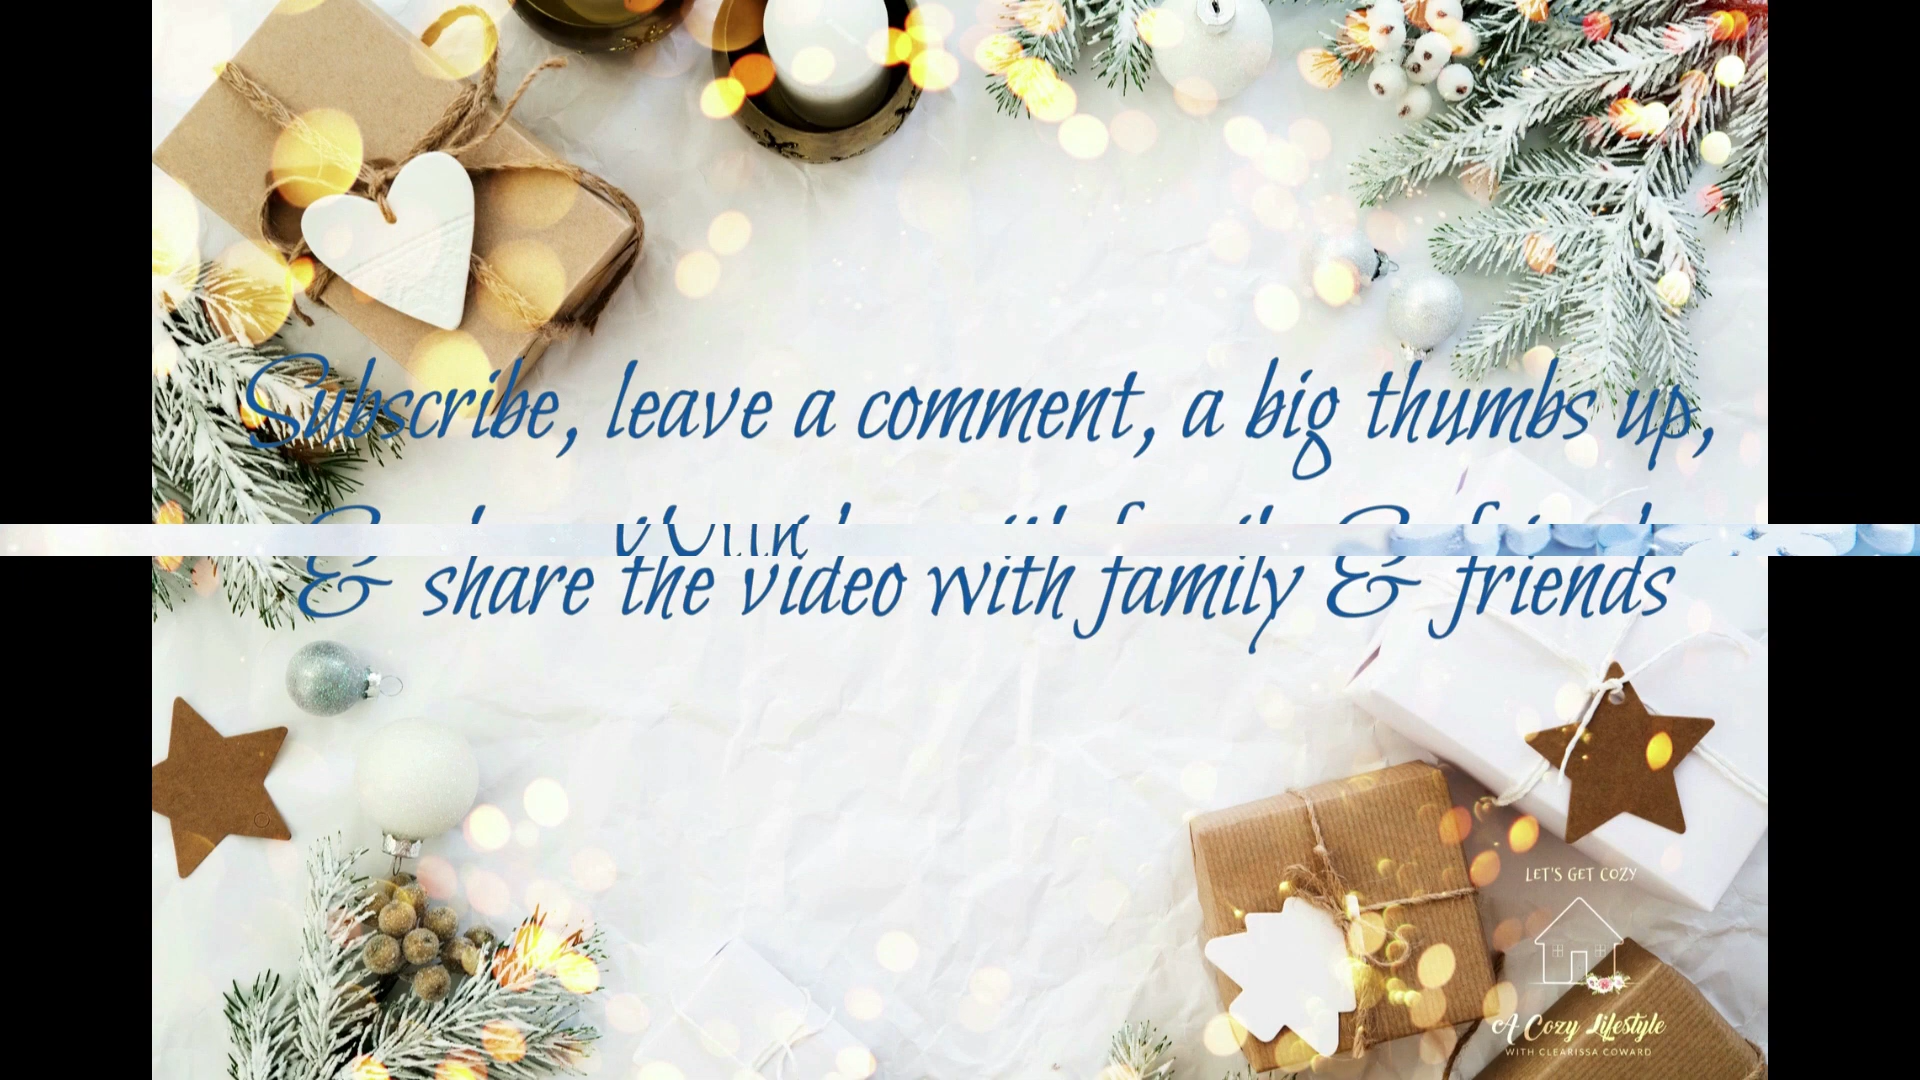 Subscribe, leave a comment, a big thumbs up,
& share the video with family & friends
With
LET'S GET COZY
A Cozy Lifestyle
WITH CLEARISSA COWARD